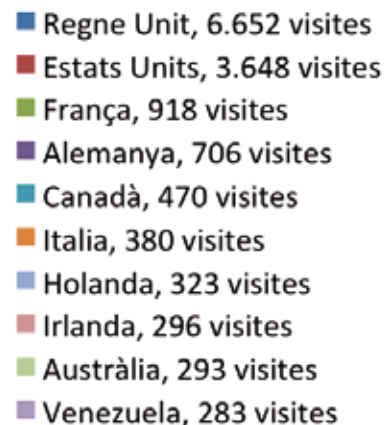 Regne Unit, 6.652 visites
Estats Units, 3.648 visites
França, 918 visites
Alemanya, 706 visites
Canadà, 470 visites
Italia, 380 visites
Holanda, 323 visites
Irlanda, 296 visites
Austràlia, 293 visites
Venezuela, 283 visites